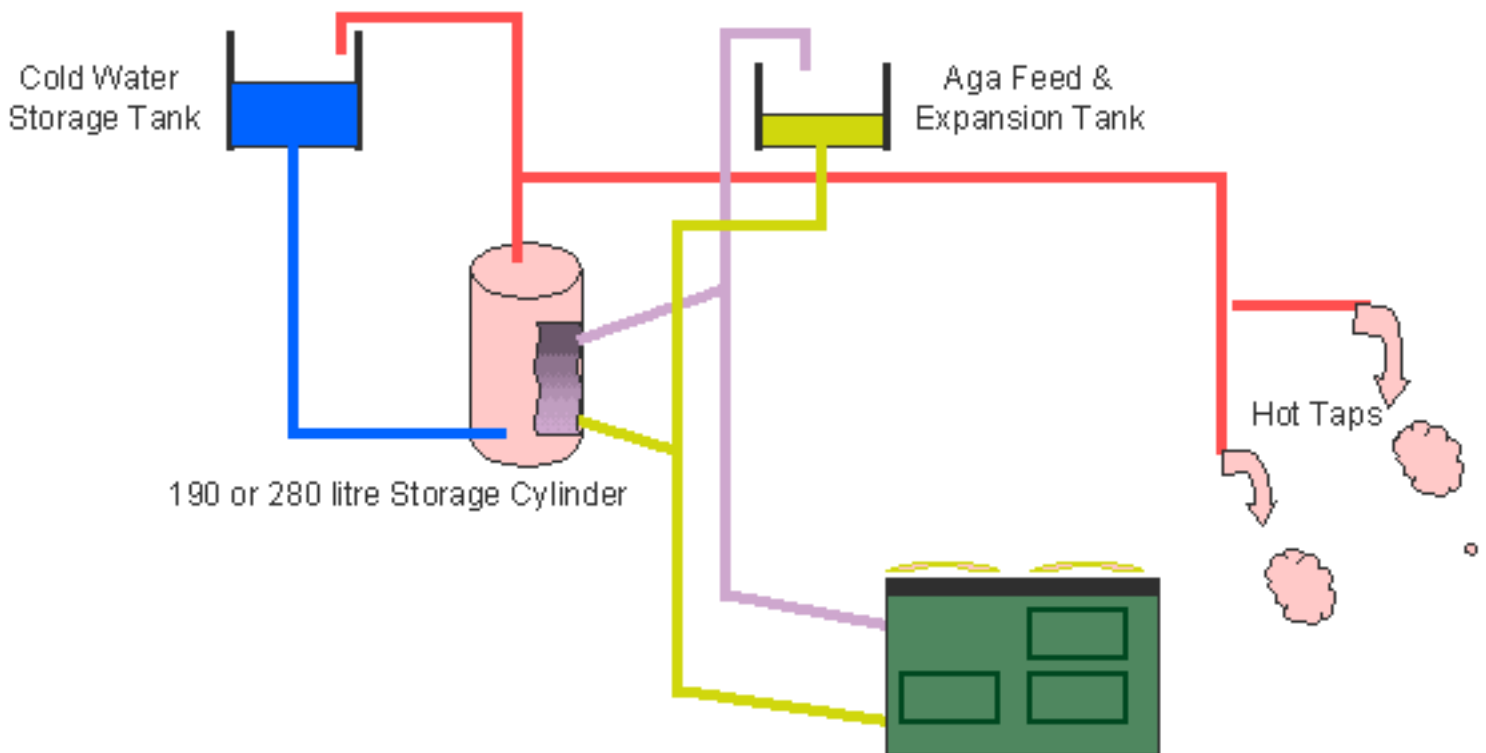 Cold Water
Storage Tank
Aga Feed &
Expansion Tank
Hot Taps
190 or 280 litre Storage Cylinder